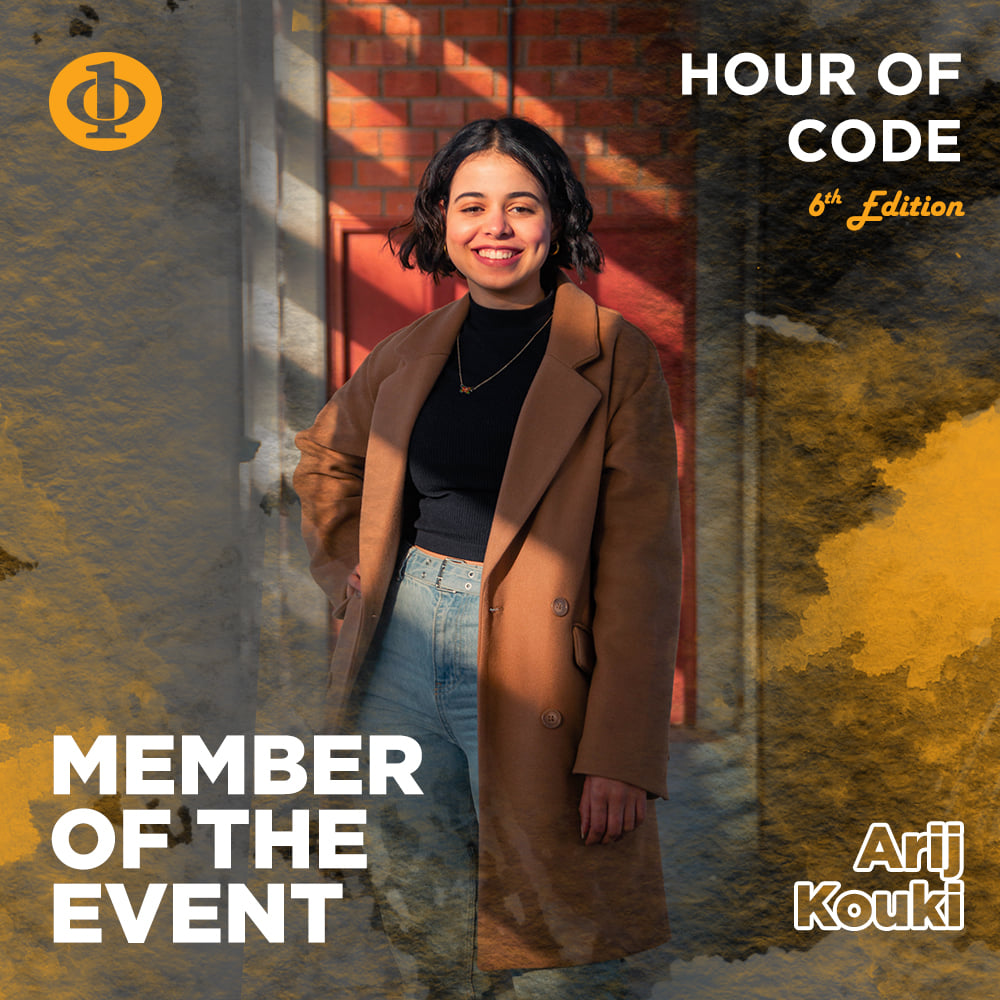 HOUR OF
CODE
6th Edition
MEMBER
OF THE
EVENT
Arij
Kouki